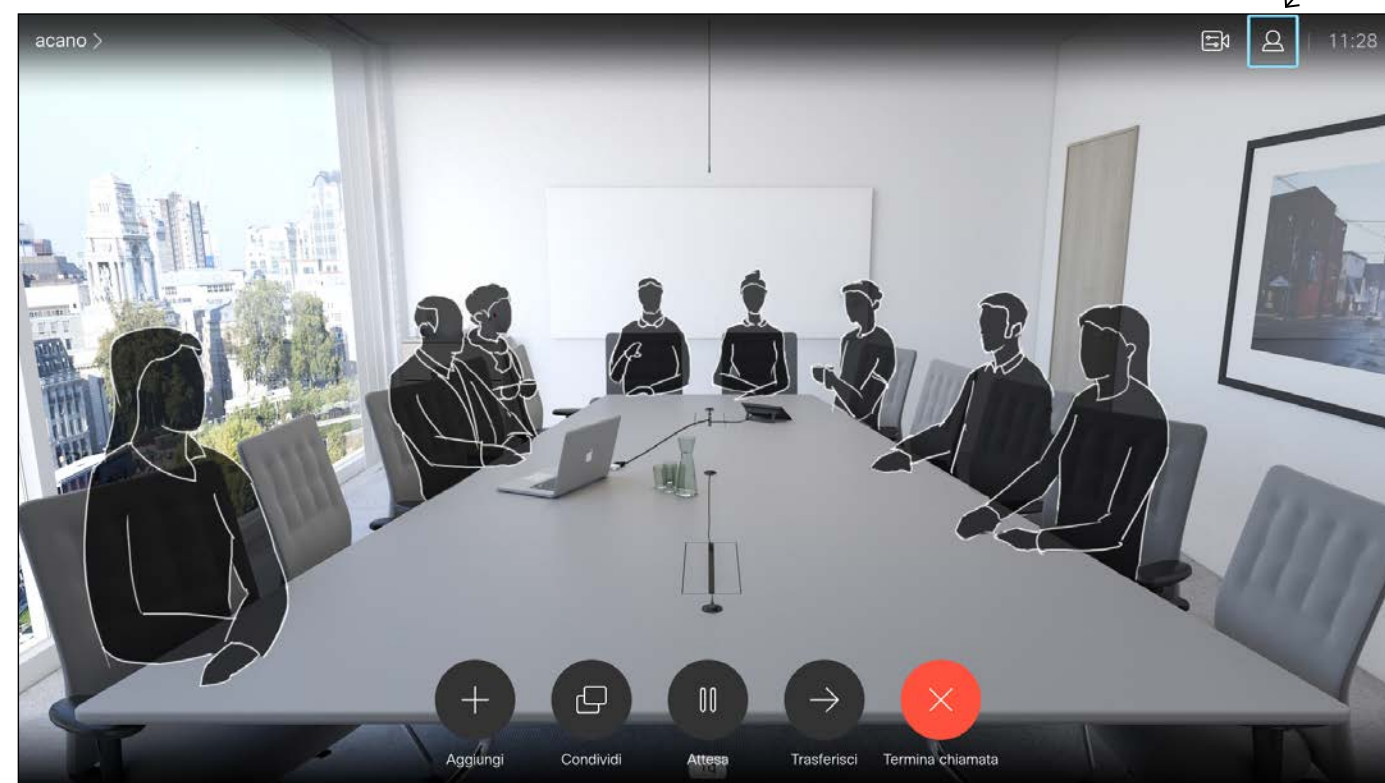 acano >
11:28
Aggiungi
Condividi
Attesa
Trasferisci
Termina chiamata